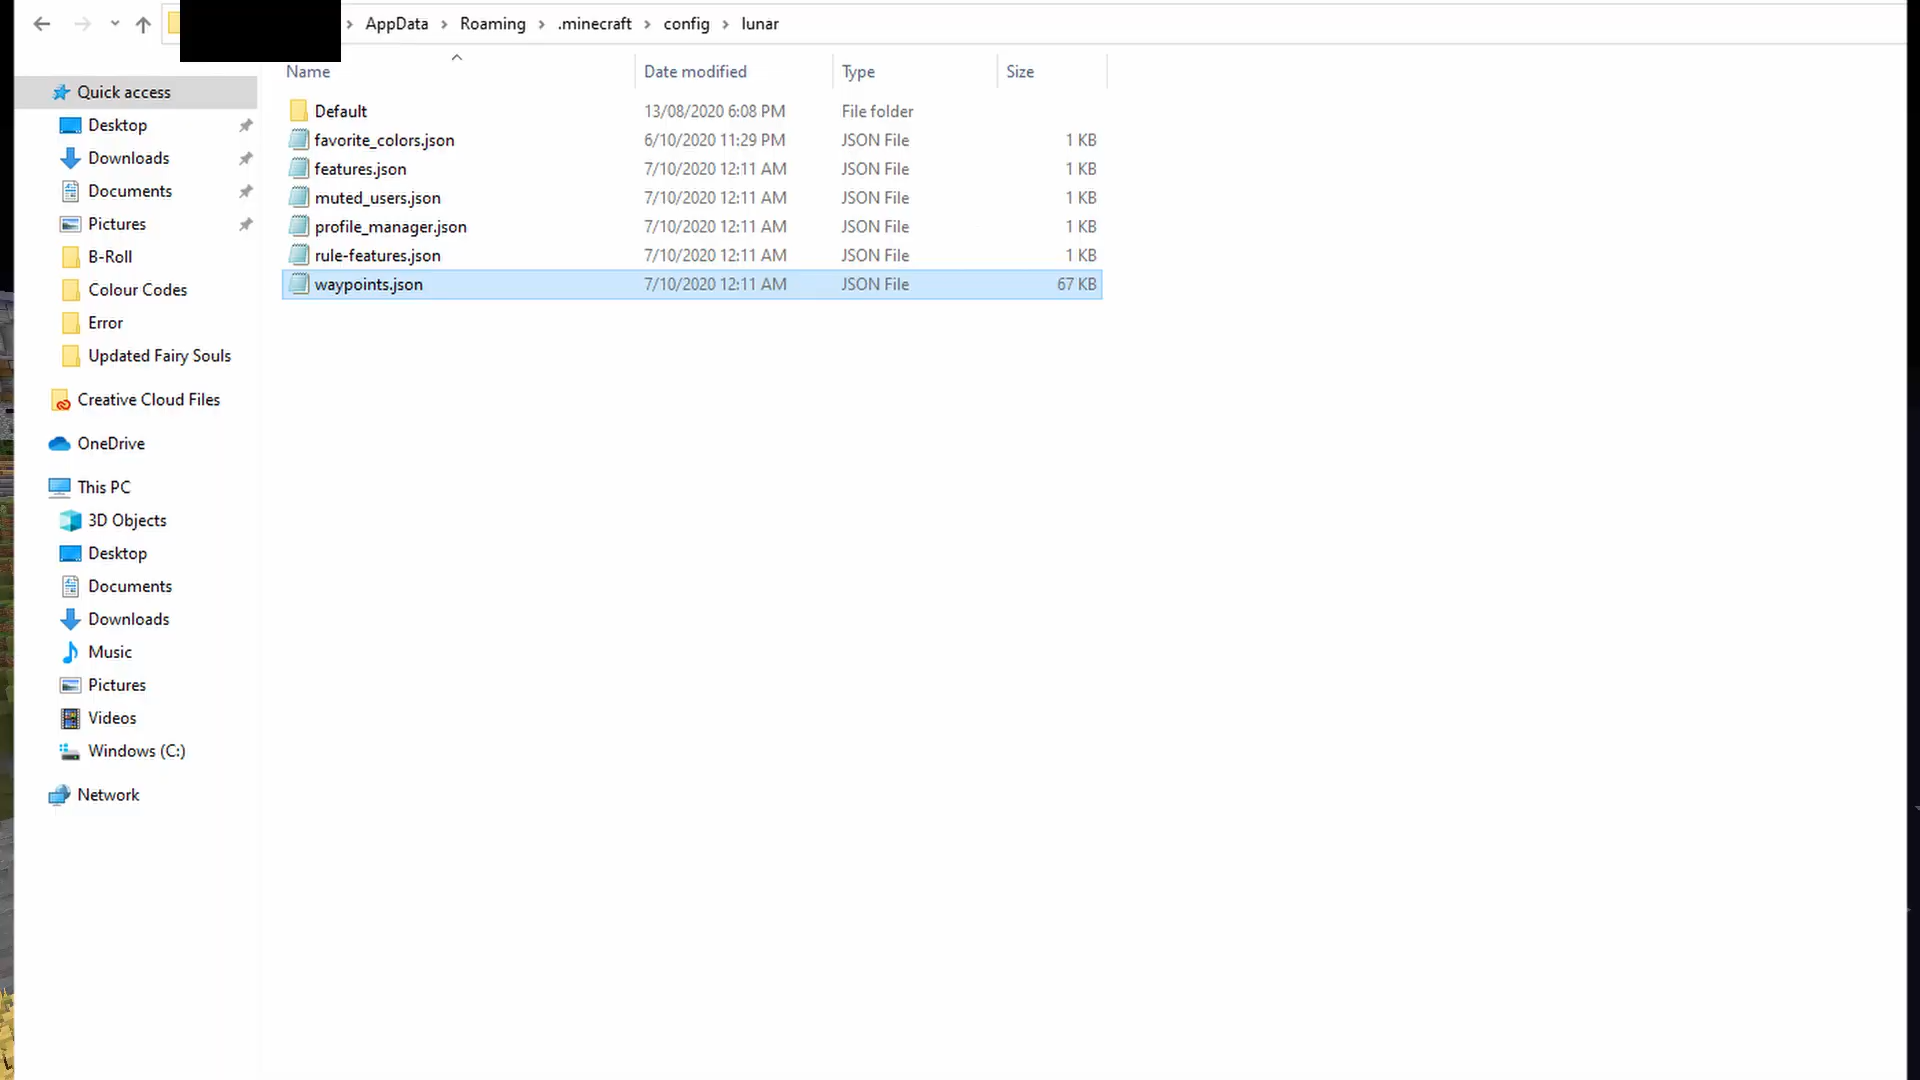 AppData > Roaming > .minecraft > config > lunar
Name Date modified Type Size
Default 13/08/2020 6:08 PM File folder
favorite_colors.json 6/10/2020 11:29 PM JSON File 1 KB
features.json 7/10/2020 12:11 AM JSON File 1 KB
muted_users.json 7/10/2020 12:11 AM JSON File 1 KB
profile_manager.json 7/10/2020 12:11 AM JSON File 1 KB
rule-features.json 7/10/2020 12:11 AM JSON File 1 KB
waypoints.json 7/10/2020 12:11 AM JSON File 67 KB
Quick access
Desktop
Downloads
Documents
Pictures
B-Roll
Colour Codes
Error
Updated Fairy Souls
Creative Cloud Files
OneDrive
This PC
3D Objects
Desktop
Documents
Downloads
Music
Pictures
Videos
Windows (C:)
Network